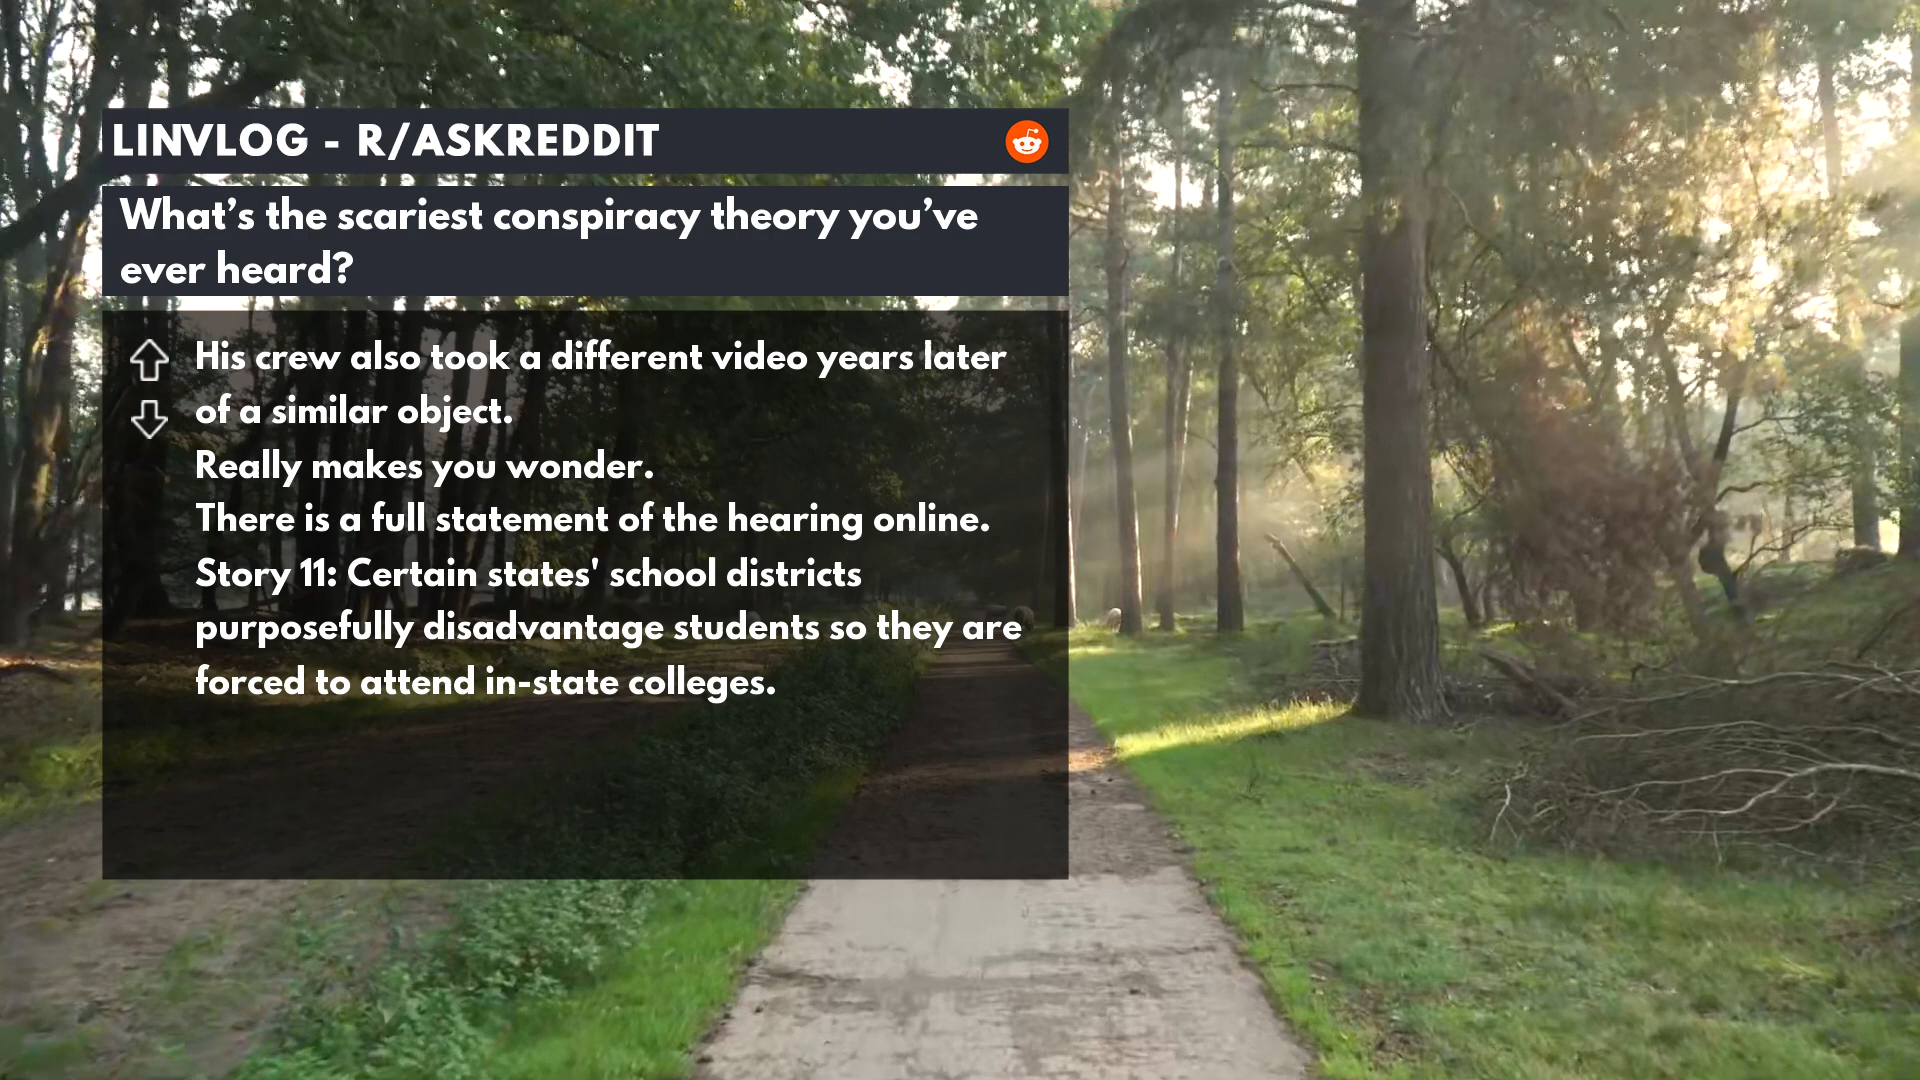 LINVLOG - R/ASKREDDIT
What’s the scariest conspiracy theory you’ve
ever heard?
His crew also took a different video years later
of a similar object.
Really makes you wonder.
There is a full statement of the hearing online.
Story 11: Certain states' school districts
purposefully disadvantage students so they are
forced to attend in-state colleges.